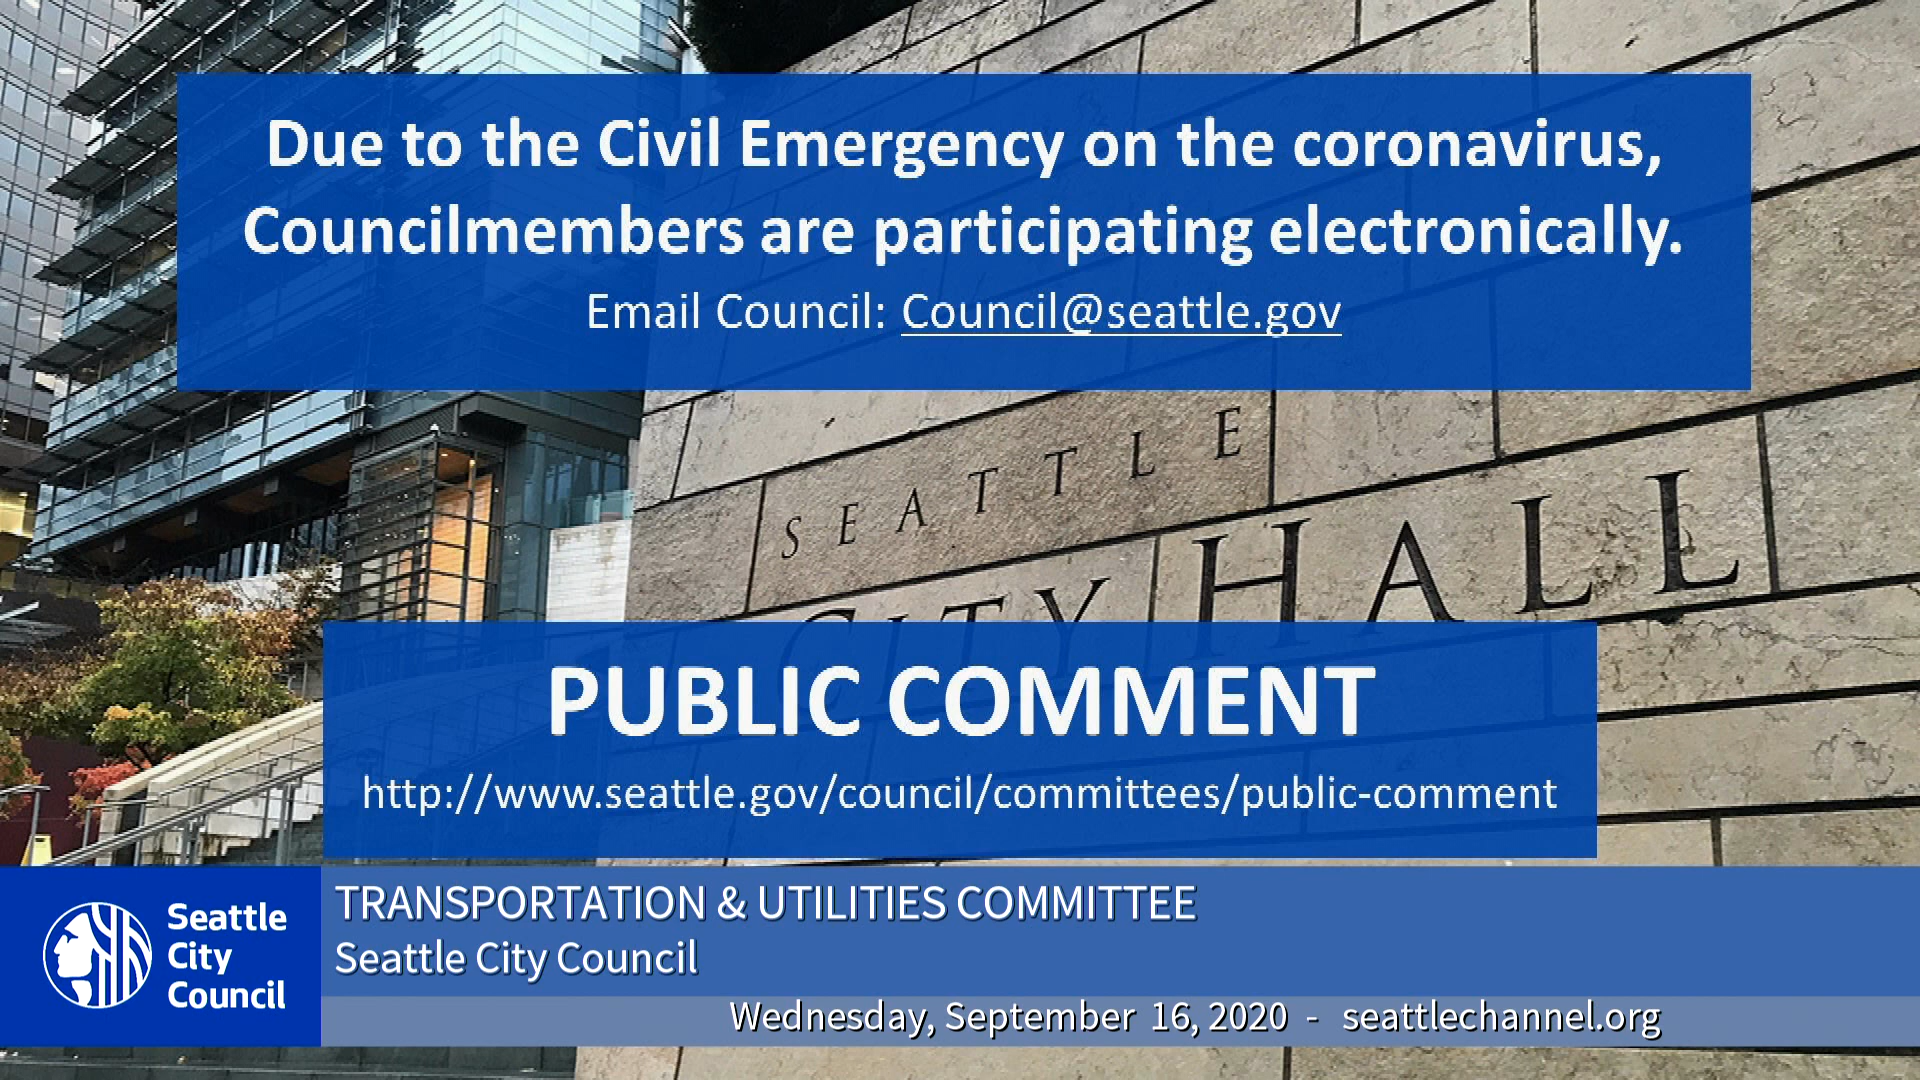 Due to the Civil Emergency on the coronavirus,
Councilmembers are participating electronically.
Email Council: Council@seattle.gov
SEATTLE
CITY HALL
PUBLIC COMMENT
http://www.seattle.gov/council/committees/public-comment
Seattle
City
Council
TRANSPORTATION & UTILITIES COMMITTEE
Seattle City Council
Wednesday, September 16, 2020 - seattlechannel.org